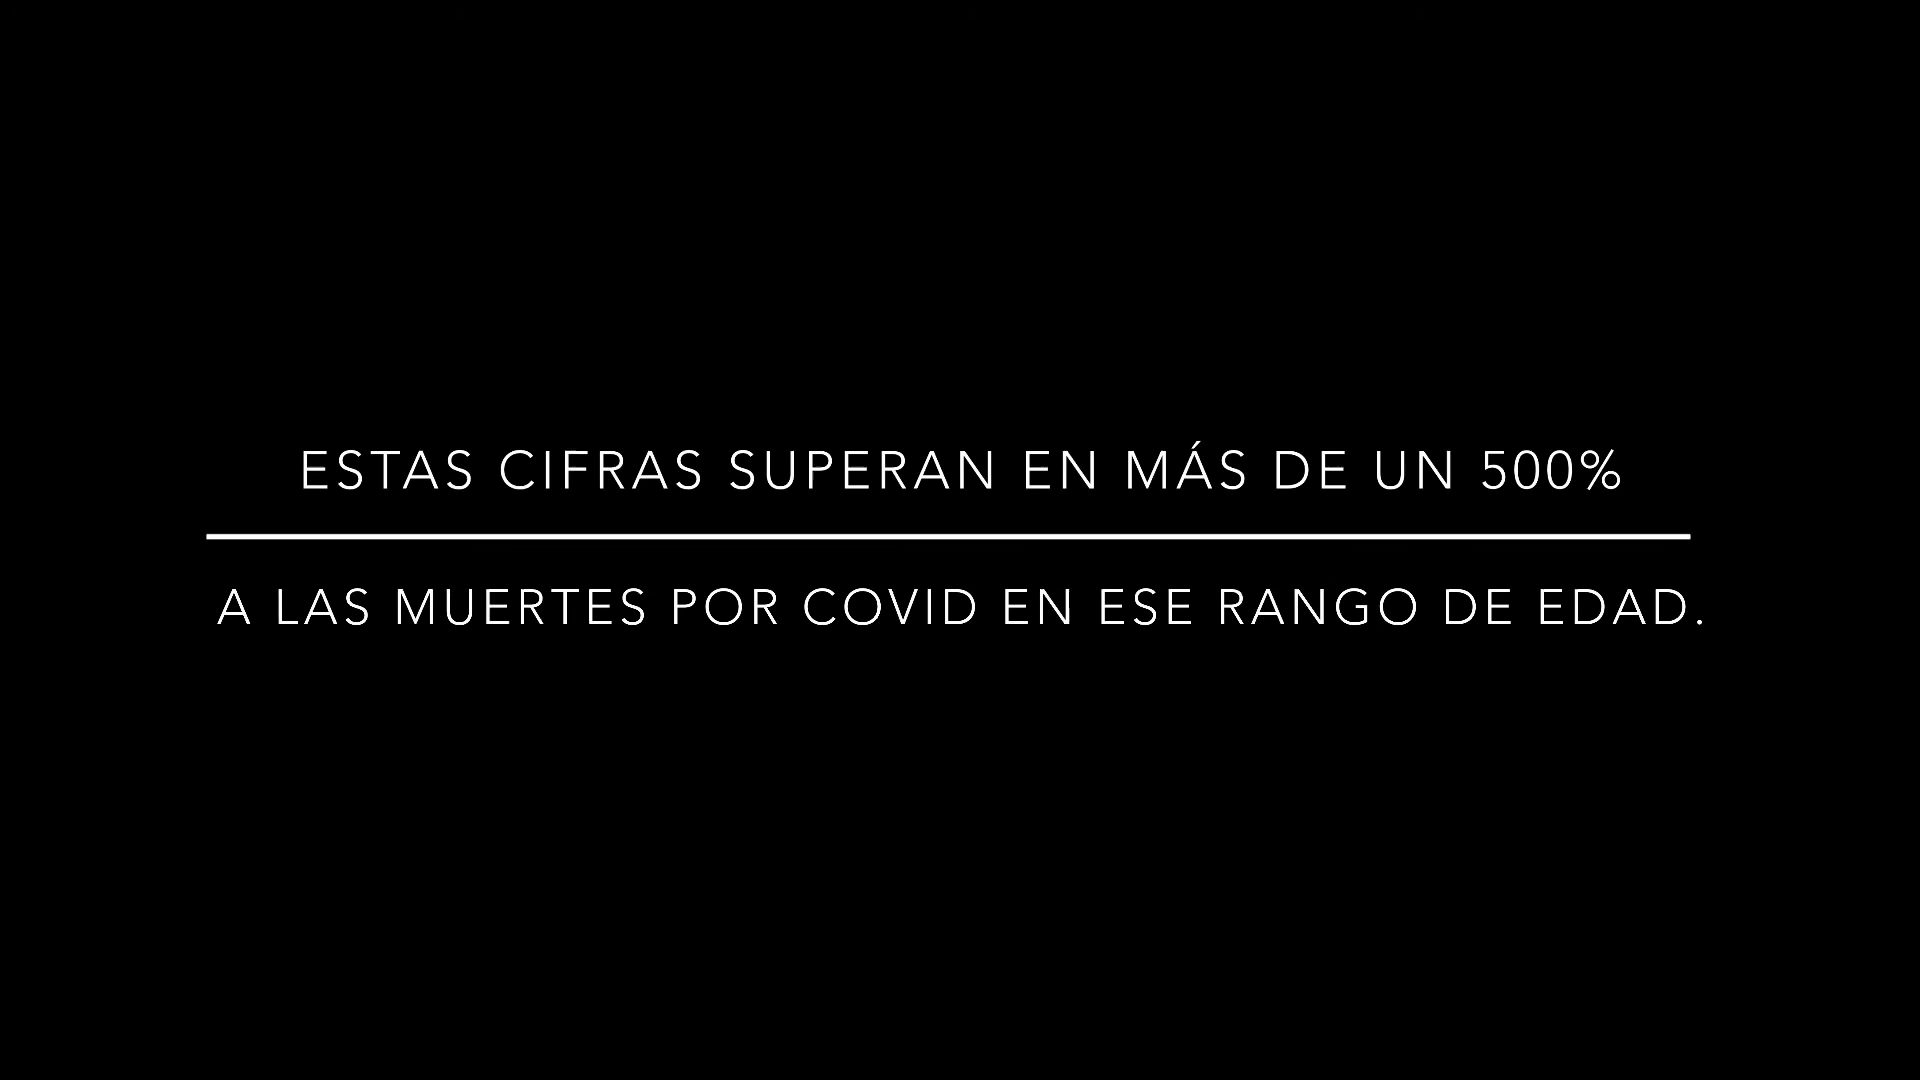 ESTAS CIFRAS SUPERAN EN MÁS DE UN 500%
A LAS MUERTES POR COVID EN ESE RANGO DE EDAD.